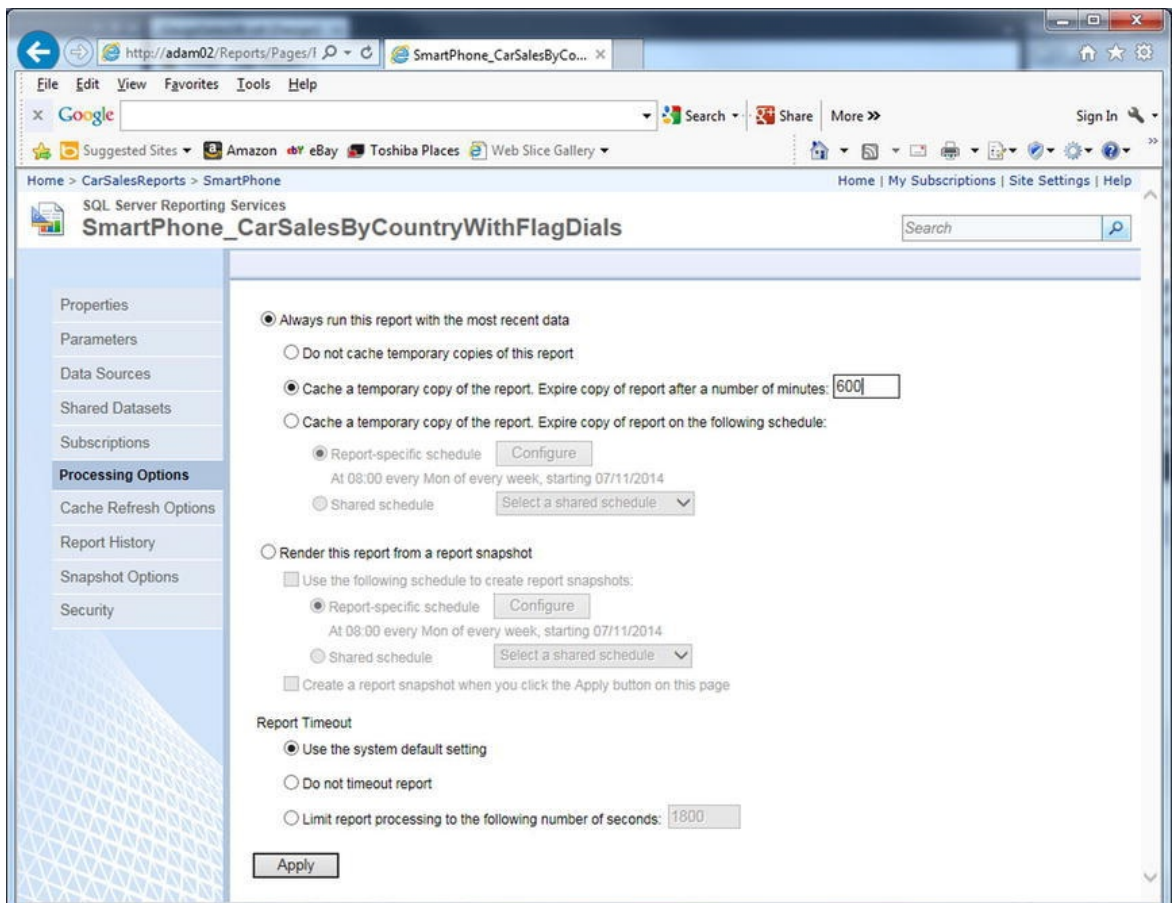 http://adam02/Reports/Pages/F
SmartPhone_CarSalesByCo...
File Edit View Favorites Tools Help
x Google Search Share More >> Sign In
Suggested Sites Amazon ebY eBay Toshiba Places Web Slice Gallery
Home > CarSalesReports > SmartPhone Home | My Subscriptions | Site Settings | Help
SQL Server Reporting Services
SmartPhone_CarSalesByCountryWithFlagDials Search
Properties
Parameters
Data Sources
Shared Datasets
Subscriptions
Processing Options
Cache Refresh Options
Report History
Snapshot Options
Security
Always run this report with the most recent data
Do not cache temporary copies of this report
Cache a temporary copy of the report. Expire copy of report after a number of minutes: 600
Cache a temporary copy of the report. Expire copy of report on the following schedule:
Report-specific schedule Configure
At 08:00 every Mon of every week, starting 07/11/2014
Shared schedule Select a shared schedule
Render this report from a report snapshot
Use the following schedule to create report snapshots:
Report-specific schedule Configure
At 08:00 every Mon of every week, starting 07/11/2014
Shared schedule Select a shared schedule
Create a report snapshot when you click the Apply button on this page
Report Timeout
Use the system default setting
Do not timeout report
Limit report processing to the following number of seconds: 1800
Apply